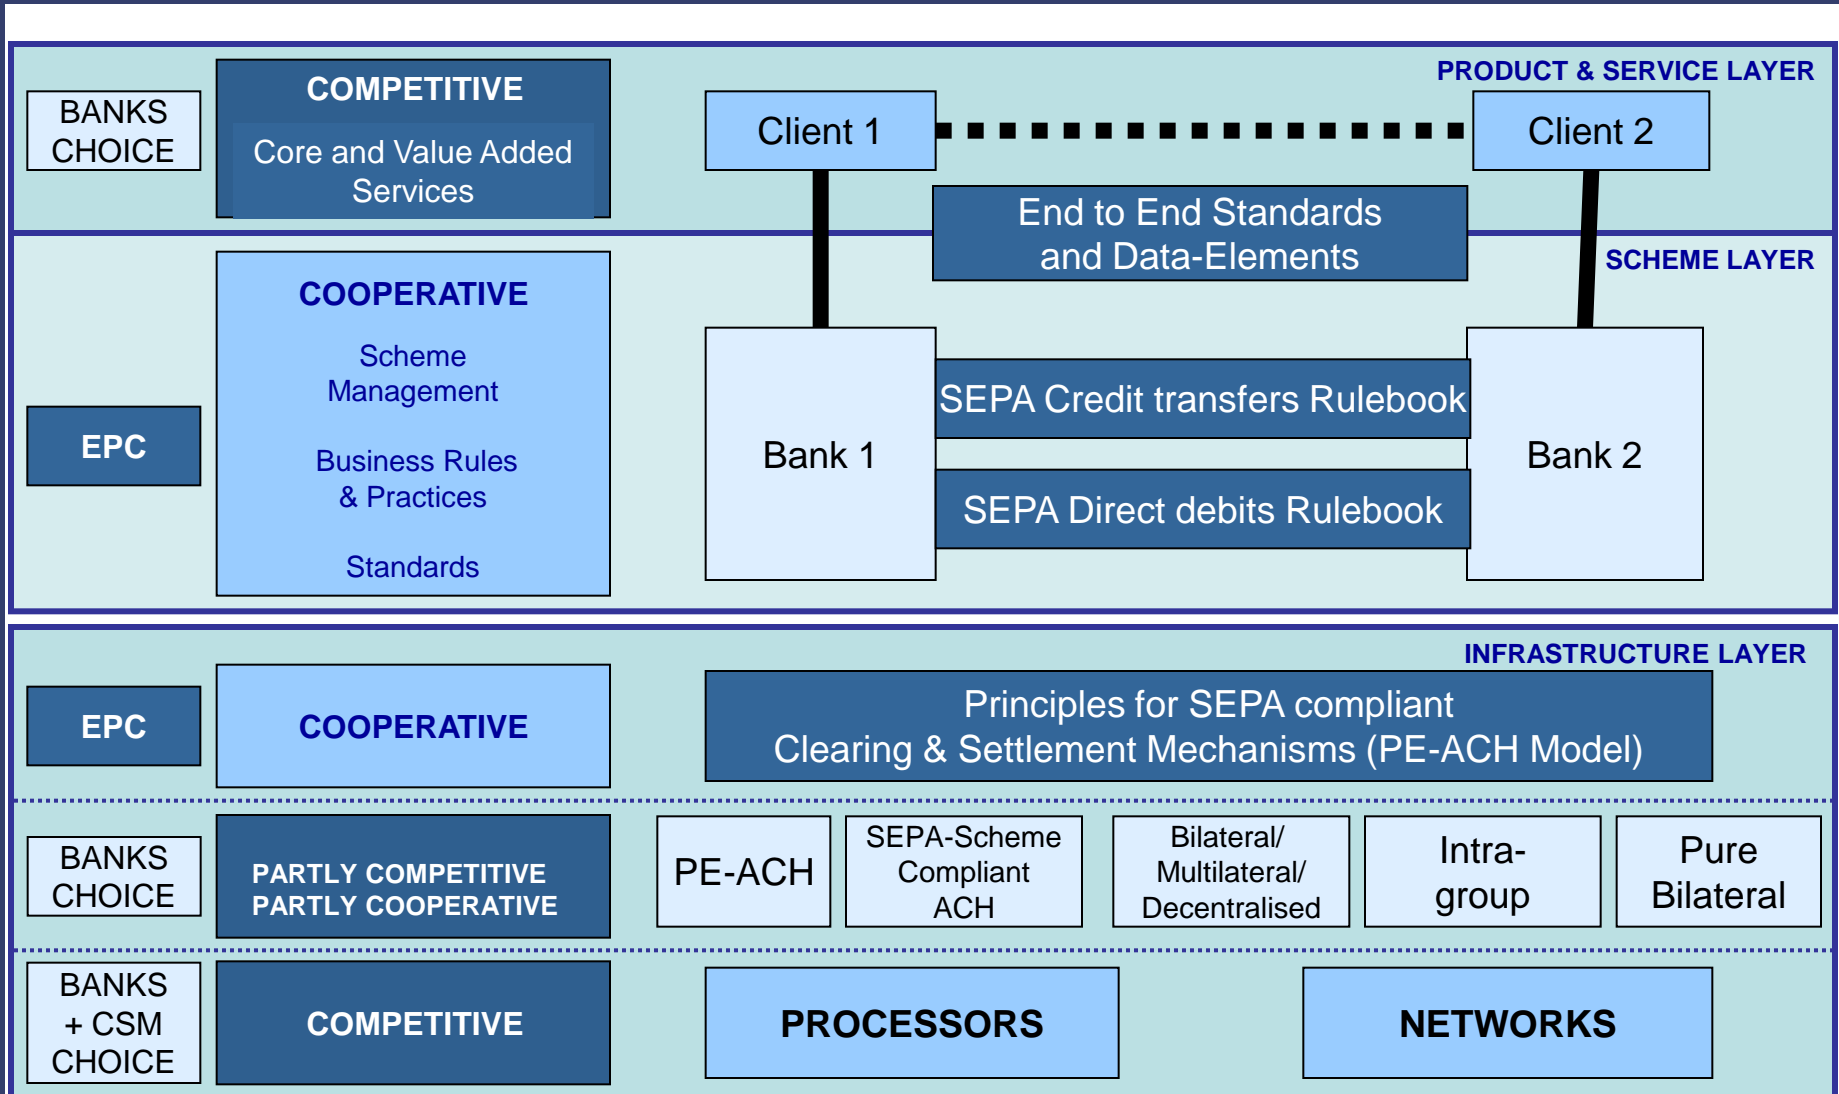 PRODUCT & SERVICE LAYER
BANKS
CHOICE
COMPETITIVE
Core and Value Added
Services
Client 1
Client 2
End to End Standards
and Data-Elements
SCHEME LAYER
EPC
COOPERATIVE
Scheme
Management
Business Rules
& Practices
Standards
Bank 1
SEPA Credit transfers Rulebook
SEPA Direct debits Rulebook
Bank 2
INFRASTRUCTURE LAYER
EPC
COOPERATIVE
Principles for SEPA compliant
Clearing & Settlement Mechanisms (PE-ACH Model)
BANKS
CHOICE
PARTLY COMPETITIVE
PARTLY COOPERATIVE
PE-ACH
SEPA-Scheme
Compliant
ACH
Bilateral/
Multilateral/
Decentralised
Intra-
group
Pure
Bilateral
BANKS
+ CSM
CHOICE
COMPETITIVE
PROCESSORS
NETWORKS